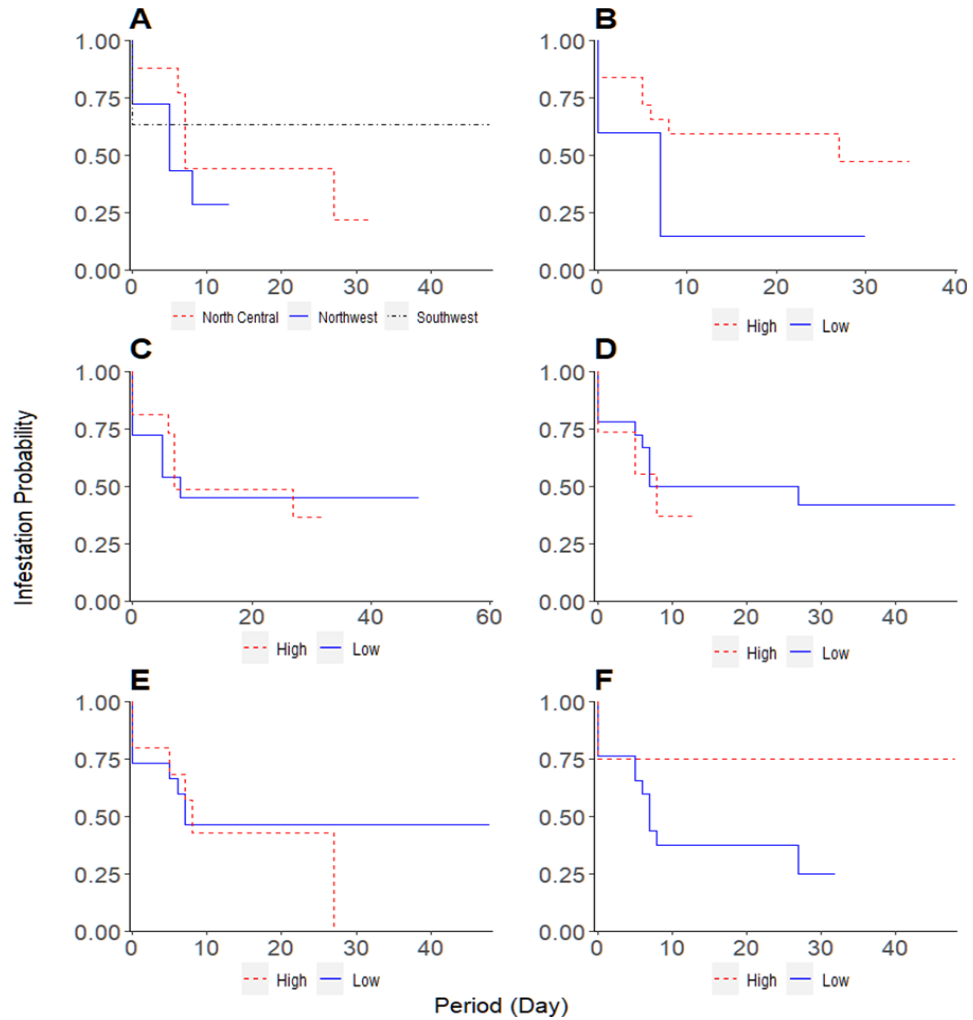 A
1.00
0.75
0.50
0.25
0.00
0 10 20 30 40
North Central Northwest Southwest
B
1.00
0.75
0.50
0.25
0.00
0 10 20 30 40
High Low
C
1.00
0.75
0.50
0.25
0.00
0 20 40 60
High Low
D
1.00
0.75
0.50
0.25
0.00
0 10 20 30 40
High Low
Infestation Probability
E
1.00
0.75
0.50
0.25
0.00
0 10 20 30 40
High Low
F
1.00
0.75
0.50
0.25
0.00
0 10 20 30 40
High Low
Period (Day)